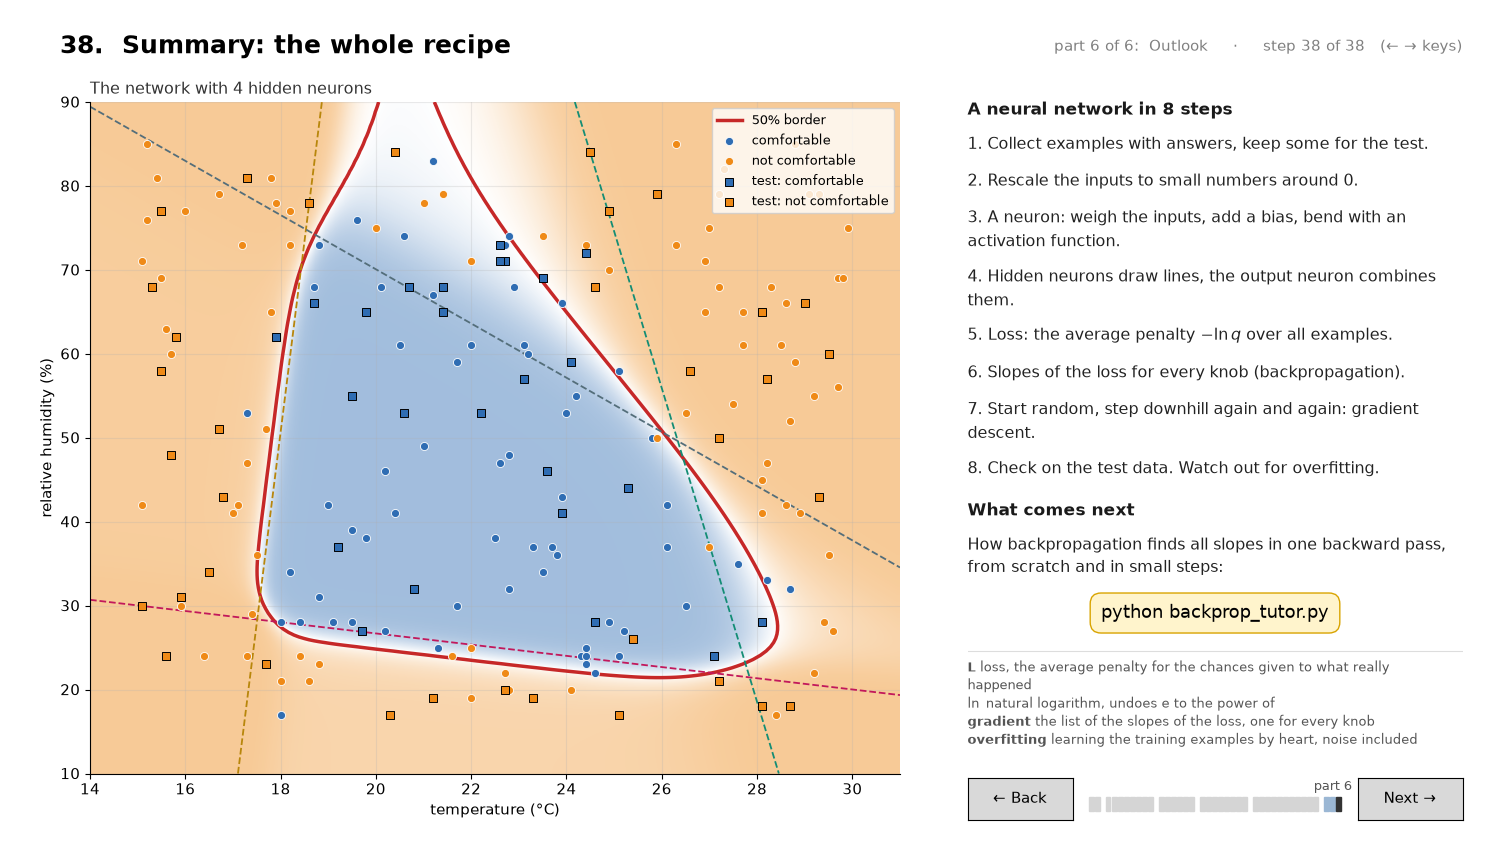 38.  Summary: the whole recipe
part 6 of 6:  Outlook  ·  step 38 of 38  (← → keys)
The network with 4 hidden neurons
90
80
70
60
50
40
30
20
10
relative humidity (%)
14 16 18 20 22 24 26 28 30
temperature (°C)
50% border
comfortable
not comfortable
test: comfortable
test: not comfortable
A neural network in 8 steps
1. Collect examples with answers, keep some for the test.
2. Rescale the inputs to small numbers around 0.
3. A neuron: weigh the inputs, add a bias, bend with an
activation function.
4. Hidden neurons draw lines, the output neuron combines
them.
5. Loss: the average penalty −ln q over all examples.
6. Slopes of the loss for every knob (backpropagation).
7. Start random, step downhill again and again: gradient
descent.
8. Check on the test data. Watch out for overfitting.
What comes next
How backpropagation finds all slopes in one backward pass,
from scratch and in small steps:
python backprop_tutor.py
L loss, the average penalty for the chances given to what really
happened
ln natural logarithm, undoes e to the power of
gradient the list of the slopes of the loss, one for every knob
overfitting learning the training examples by heart, noise included
← Back
part 6
Next →